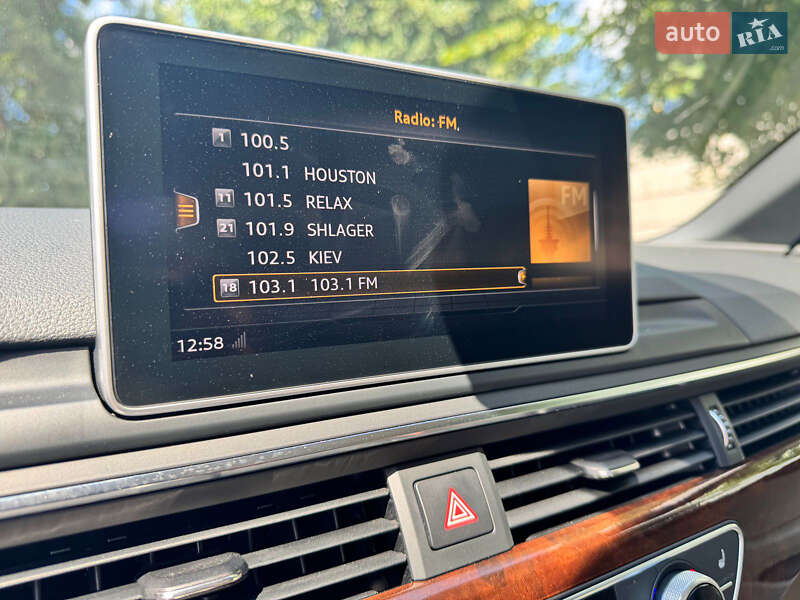 auto RIA
.com
Radio: FM
1 100.5
101.1 HOUSTON
11 101.5 RELAX
21 101.9 SHLAGER
102.5 KIEV
18 103.1 103.1 FM
FM
12:58